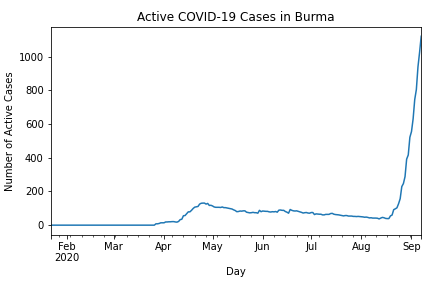 Active COVID-19 Cases in Burma
Number of Active Cases
1000
800
600
400
200
0
Feb Mar Apr May Jun Jul Aug Sep
2020
Day